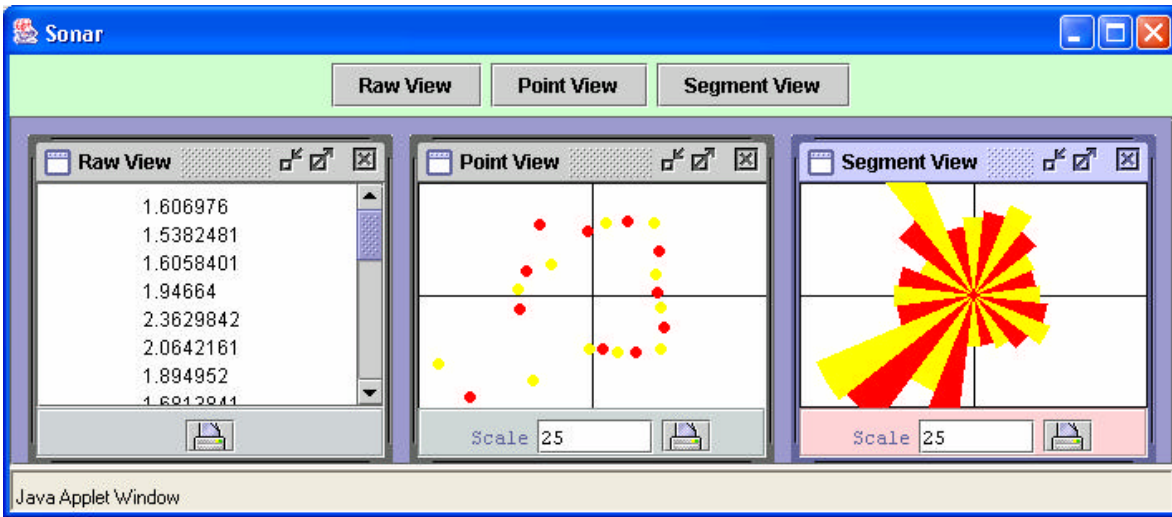 Sonar
Raw View
Point View
Segment View
Raw View
Point View
Segment View
1.606976
1.5382481
1.6058401
1.94664
2.3629842
2.0642161
1.894952
Scale 25
Scale 25
Java Applet Window